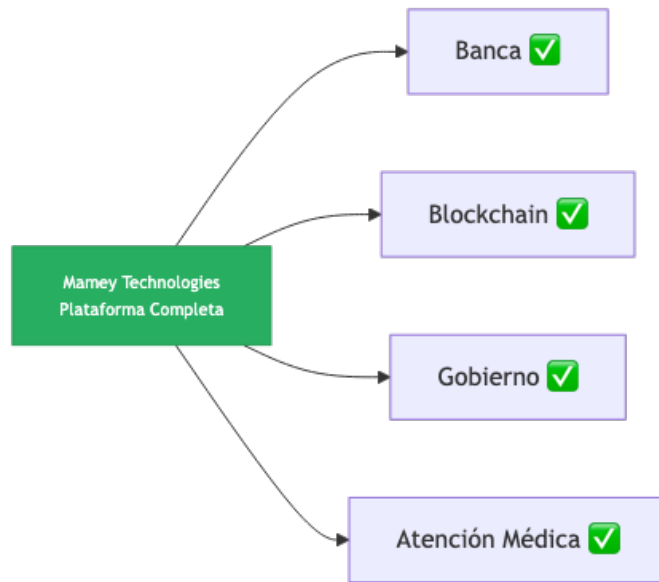 Banca ✅
Blockchain ✅
Mamey Technologies
Plataforma Completa
Gobierno ✅
Atención Médica ✅